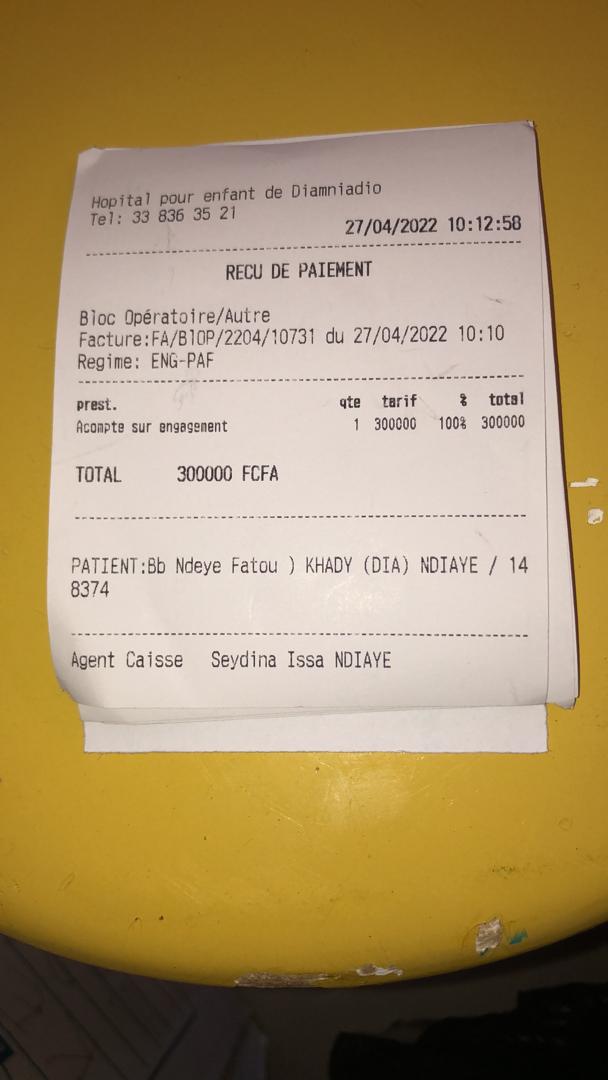 Hopital pour enfant de Diamniadio
Tel: 33 836 35 21
27/04/2022 10:12:58
RECU DE PAIEMENT
Bloc Opératoire/Autre
Facture:FA/BlOP/2204/10731 du 27/04/2022 10:10
Regime: ENG-PAF
prest. qte tarif % total
Acompte sur engagement 1 300000 100% 300000
TOTAL 300000 FCFA
PATIENT:Bb Ndeye Fatou ) KHADY (DIA) NDIAYE / 14
8374
Agent Caisse Seydina Issa NDIAYE